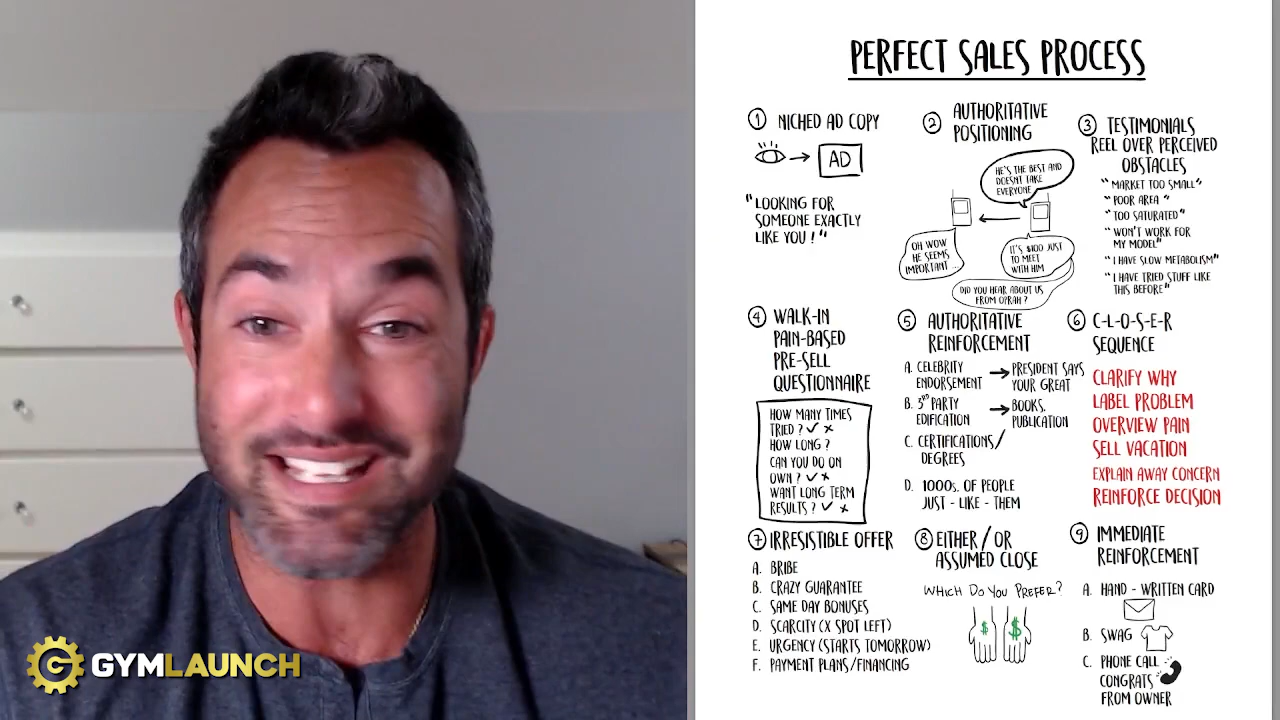 PERFECT SALES PROCESS
① NICHED AD COPY
AD
"LOOKING FOR
SOMEONE EXACTLY
LIKE YOU!"
② AUTHORITATIVE
POSITIONING
HE'S THE BEST AND
DOESNT TAKE
EVERYONE
OH WOW
HE SEEMS
IMPORTANT...
IT'S $100 JUST
TO MEET
WITH HIM
DID YOU HEAR ABOUT US
FROM OPRAH?
③ TESTIMONIALS
REEL OVER PERCEIVED
OBSTACLES
"MARKET TOO SMALL"
"POOR AREA"
"TOO SATURATED"
"WON'T WORK FOR
MY MODEL"
"I HAVE SLOW METABOLISM"
"I HAVE TRIED STUFF LIKE
THIS BEFORE"
④ WALK-IN
PAIN-BASED
PRE-SELL
QUESTIONNAIRE
HOW MANY TIMES
TRIED? ✓ ✗
HOW LONG?
CAN YOU DO ON
OWN? ✓ ✗
WANT LONG TERM
RESULTS? ✓ ✗
⑤ AUTHORITATIVE
REINFORCEMENT
A. CELEBRITY
ENDORSEMENT → PRESIDENT SAYS
YOUR GREAT
B. 3RD PARTY
EDIFICATION → BOOKS,
PUBLICATION
C. CERTIFICATIONS/
DEGREES
D. 1000s, OF PEOPLE
JUST - LIKE - THEM
⑥ C-L-O-S-E-R
SEQUENCE
CLARIFY WHY
LABEL PROBLEM
OVERVIEW PAIN
SELL VACATION
EXPLAIN AWAY CONCERN
REINFORCE DECISION
⑦ IRRESISTIBLE OFFER
A. BRIBE
B. CRAZY GUARANTEE
C. SAME DAY BONUSES
D. SCARCITY (X SPOT LEFT)
E. URGENCY (STARTS TOMORROW)
F. PAYMENT PLANS/FINANCING
⑧ EITHER/OR
ASSUMED CLOSE
WHICH DO YOU PREFER?
$ $
⑨ IMMEDIATE
REINFORCEMENT
A. HAND - WRITTEN CARD
B. SWAG
C. PHONE CALL
CONGRATS
FROM OWNER
G GYMLAUNCH